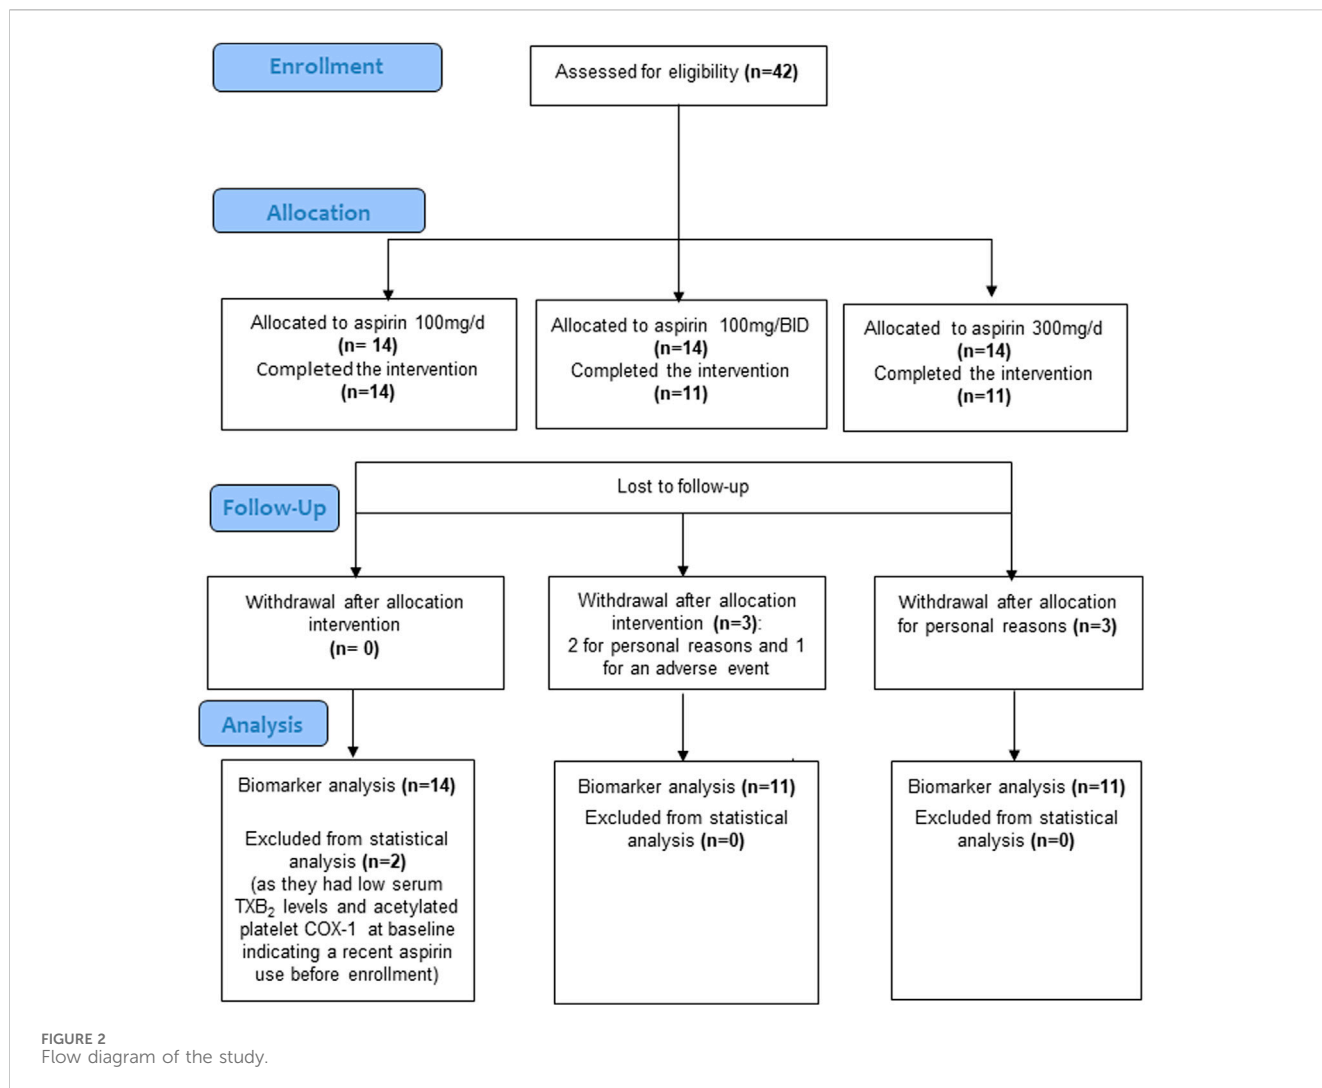 Enrollment
Assessed for eligibility (n=42)
Allocation
Allocated to aspirin 100mg/d
(n= 14)
Completed the intervention
(n=14)
Allocated to aspirin 100mg/BID
(n=14)
Completed the intervention
(n=11)
Allocated to aspirin 300mg/d
(n=14)
Completed the intervention
(n=11)
Lost to follow-up
Follow-Up
Withdrawal after allocation
intervention
(n= 0)
Withdrawal after allocation
intervention (n=3):
2 for personal reasons and 1
for an adverse event
Withdrawal after allocation
for personal reasons (n=3)
Analysis
Biomarker analysis (n=14)
Excluded from statistical
analysis (n=2)
(as they had low serum
TXB₂ levels and acetylated
platelet COX-1 at baseline
indicating a recent aspirin
use before enrollment)
Biomarker analysis (n=11)
Excluded from statistical
analysis (n=0)
Biomarker analysis (n=11)
Excluded from statistical
analysis (n=0)
FIGURE 2
Flow diagram of the study.